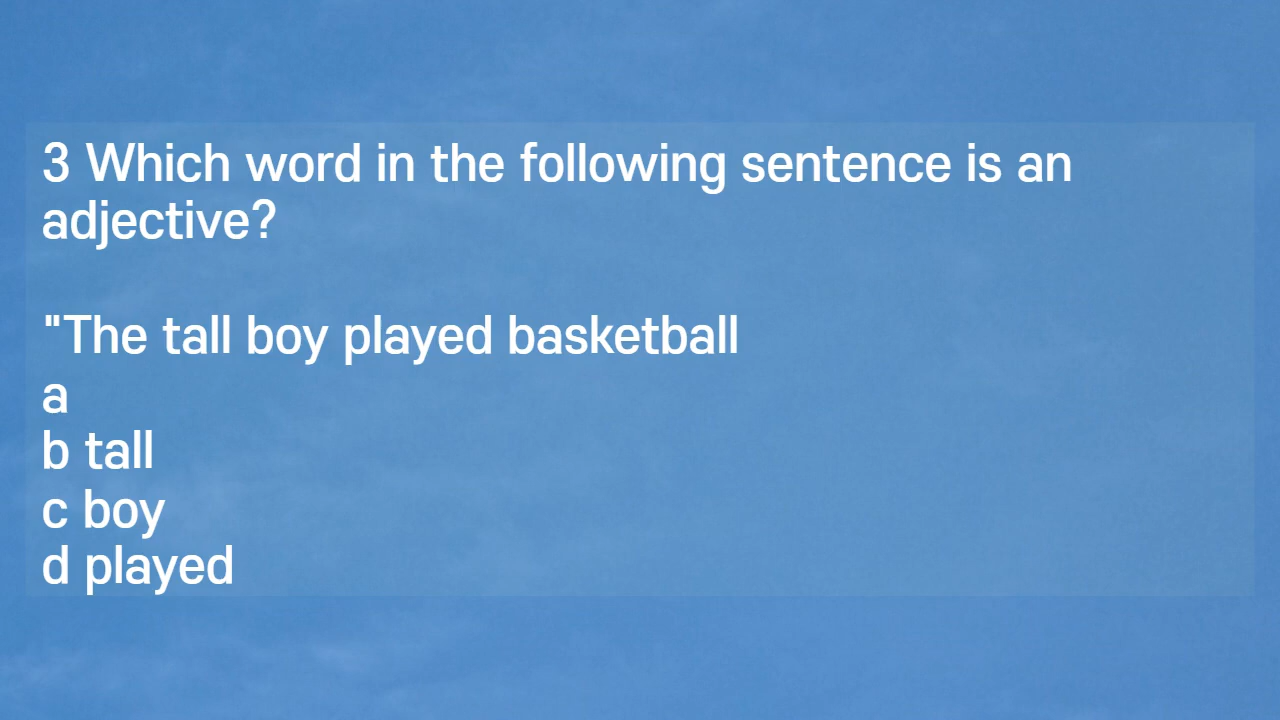 3 Which word in the following sentence is an
adjective?
"The tall boy played basketball
a
b tall
c boy
d played